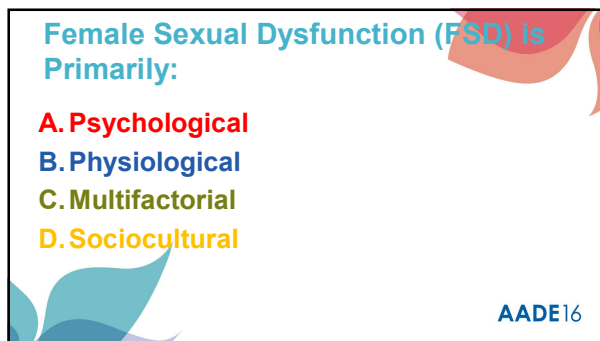 Female Sexual Dysfunction (FSD) is
Primarily:
A. Psychological
B. Physiological
C. Multifactorial
D. Sociocultural
AADE16